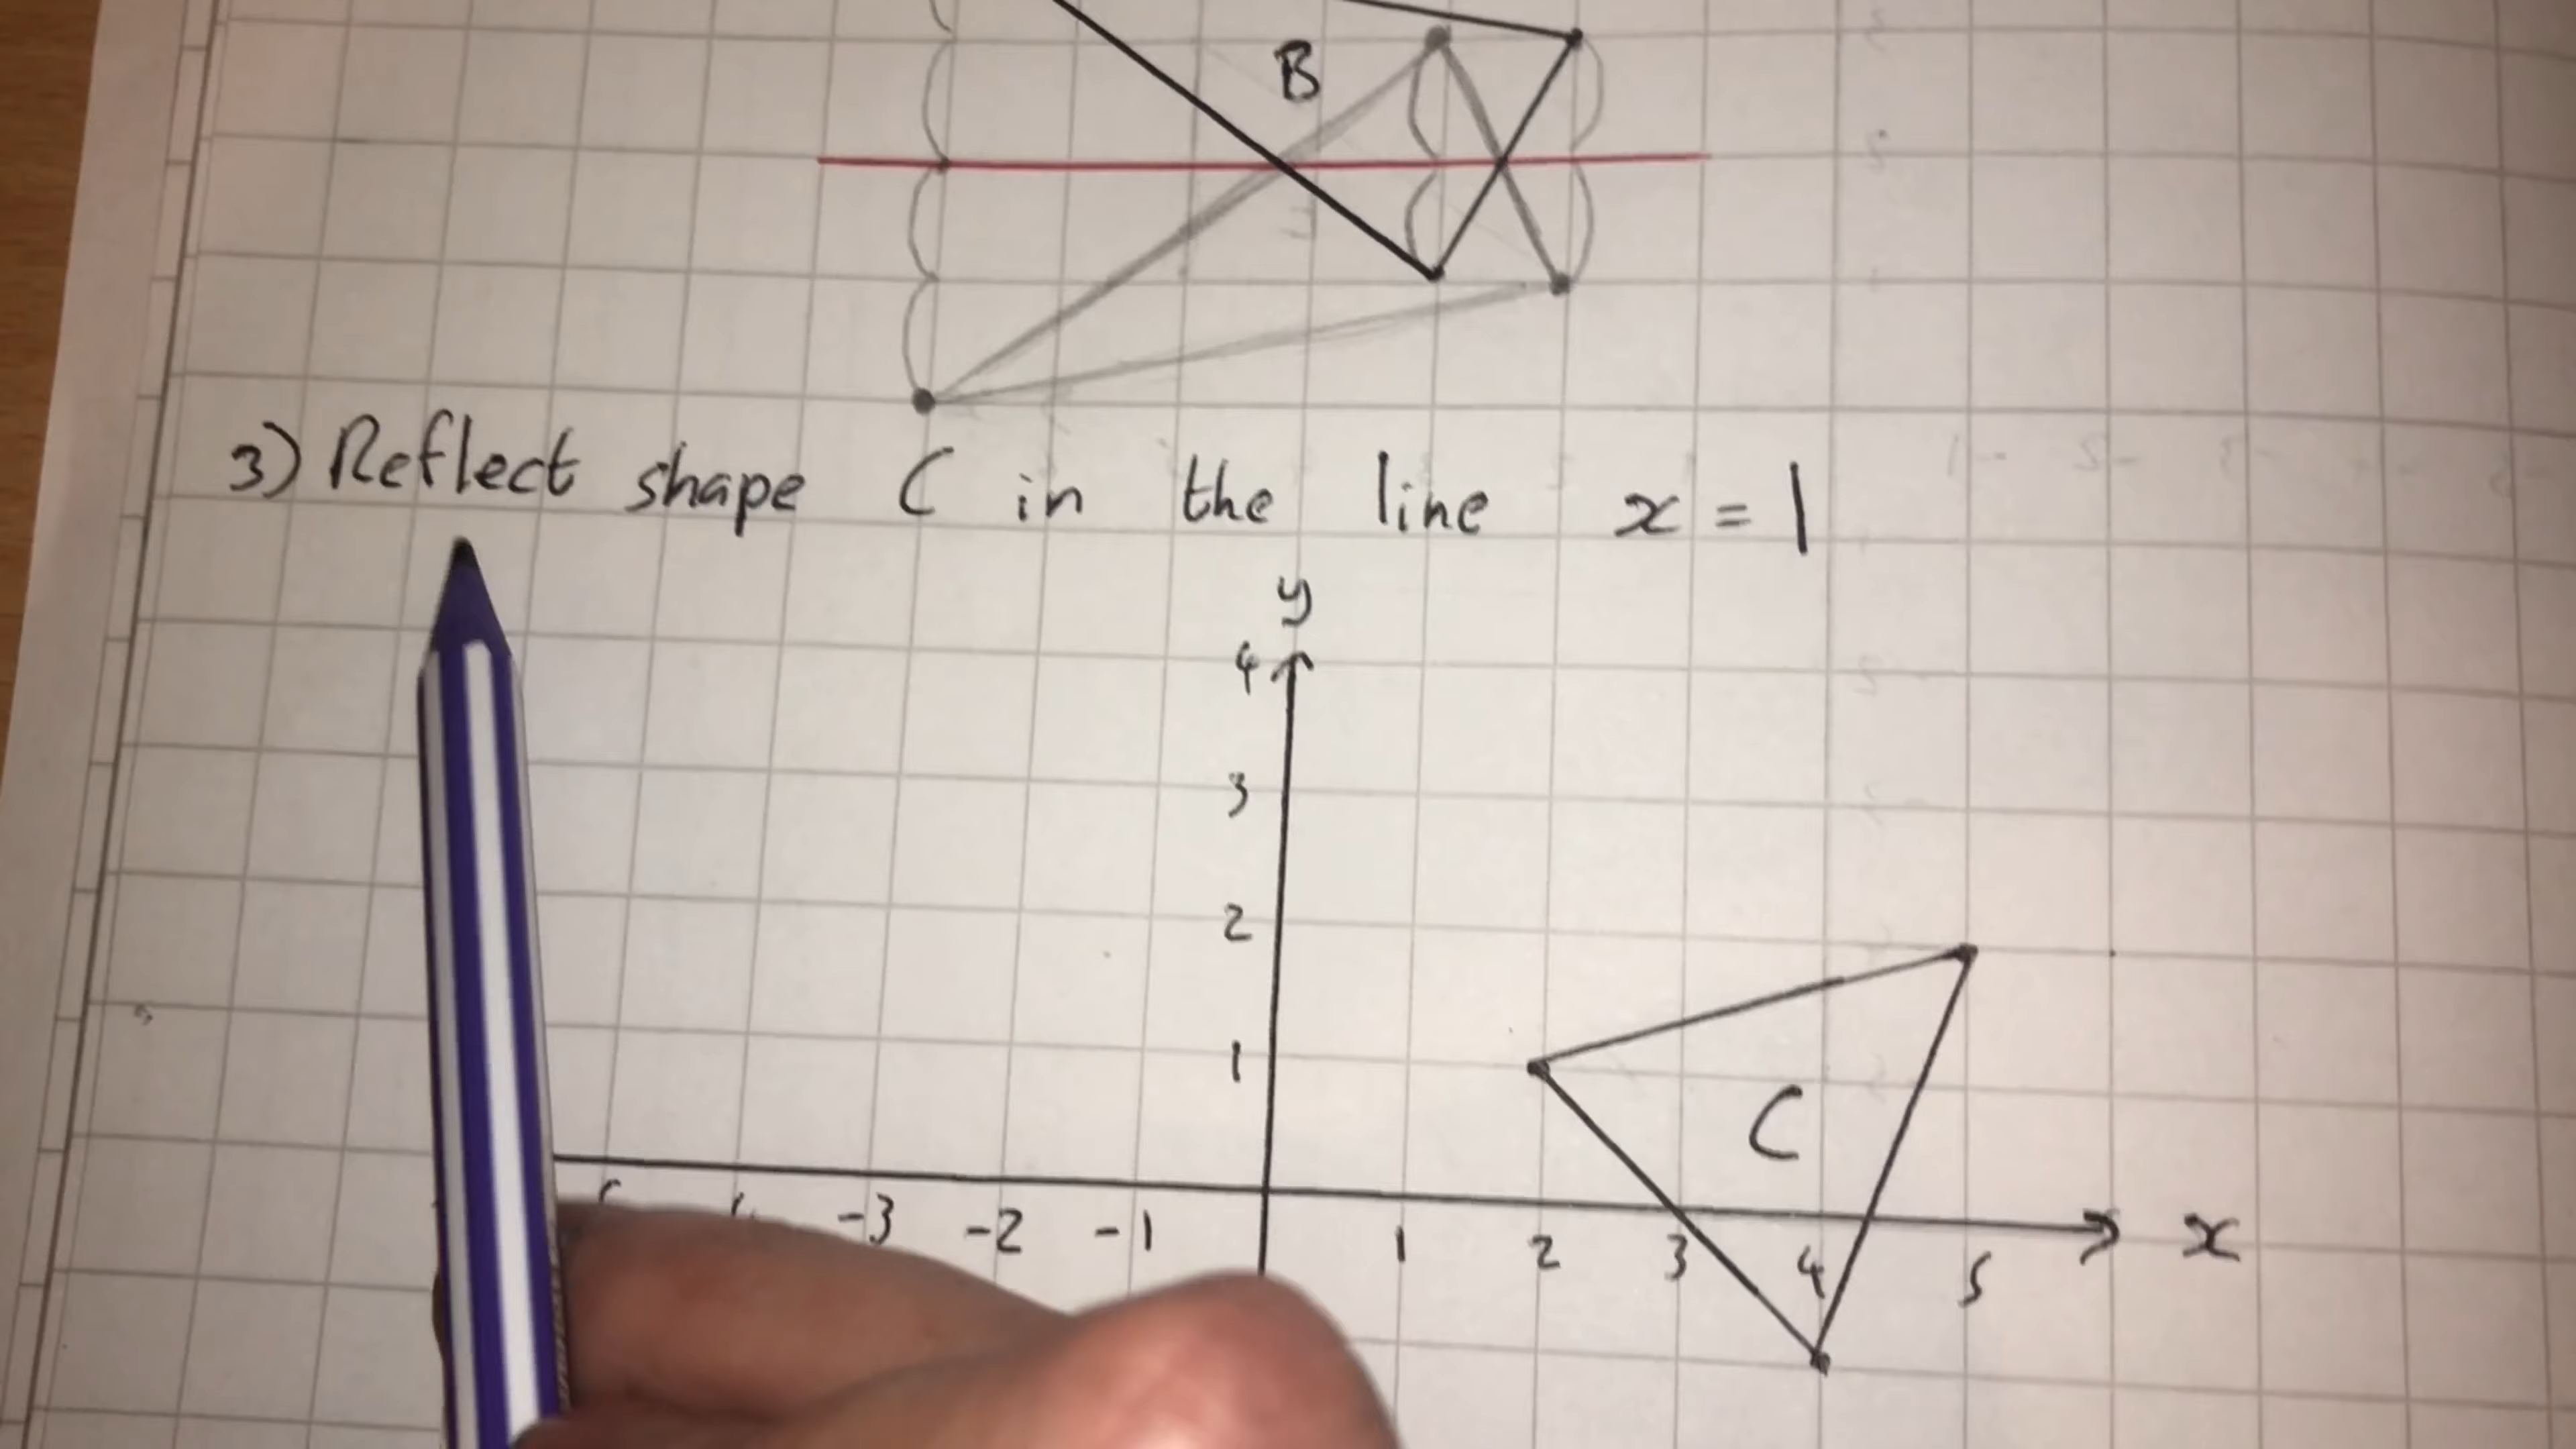 B
3) Reflect shape C in the line x = 1
y
4
3
2
1
C
-3 -2 -1 1 2 3 4 5 x